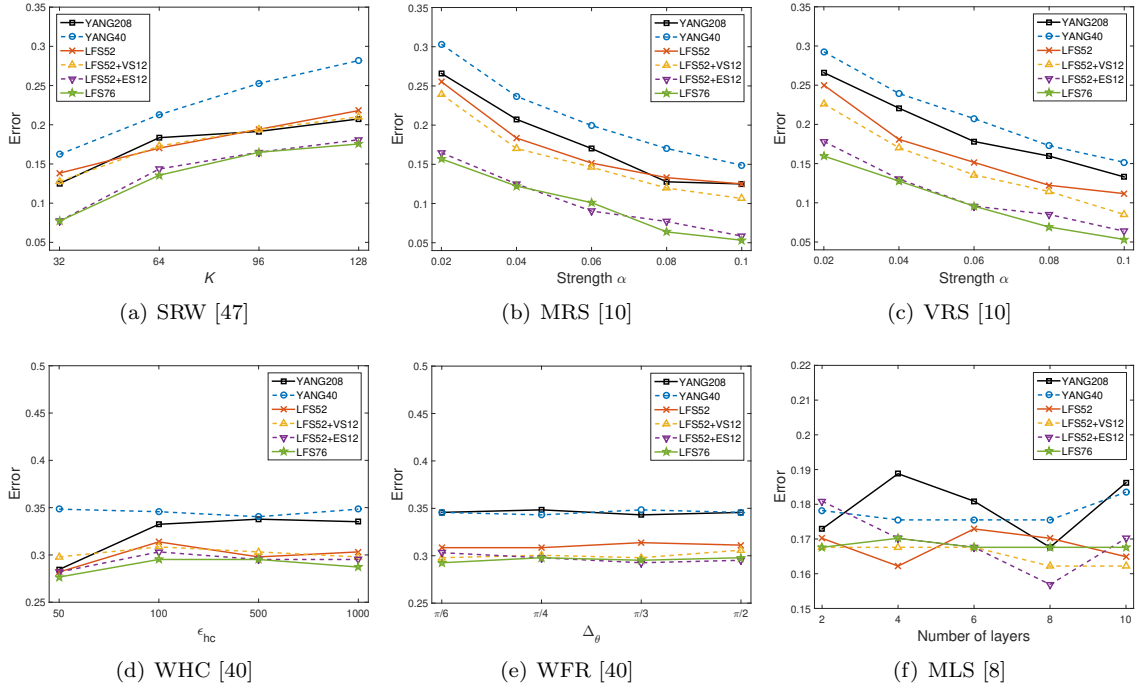 0.35
0.3
0.25
0.2
0.15
0.1
0.05
Error
YANG208
YANG40
LFS52
LFS52+VS12
LFS52+ES12
LFS76
32 64 96 128
K
(a) SRW [47]
0.35
0.3
0.25
0.2
0.15
0.1
0.05
Error
YANG208
YANG40
LFS52
LFS52+VS12
LFS52+ES12
LFS76
0.02 0.04 0.06 0.08 0.1
Strength α
(b) MRS [10]
0.35
0.3
0.25
0.2
0.15
0.1
0.05
Error
YANG208
YANG40
LFS52
LFS52+VS12
LFS52+ES12
LFS76
0.02 0.04 0.06 0.08 0.1
Strength α
(c) VRS [10]
0.5
0.45
0.4
0.35
0.3
0.25
Error
YANG208
YANG40
LFS52
LFS52+VS12
LFS52+ES12
LFS76
50 100 500 1000
ϵhc
(d) WHC [40]
0.5
0.45
0.4
0.35
0.3
0.25
Error
YANG208
YANG40
LFS52
LFS52+VS12
LFS52+ES12
LFS76
π/6 π/4 π/3 π/2
Δθ
(e) WFR [40]
0.22
0.21
0.2
0.19
0.18
0.17
0.16
0.15
Error
YANG208
YANG40
LFS52
LFS52+VS12
LFS52+ES12
LFS76
2 4 6 8 10
Number of layers
(f) MLS [8]